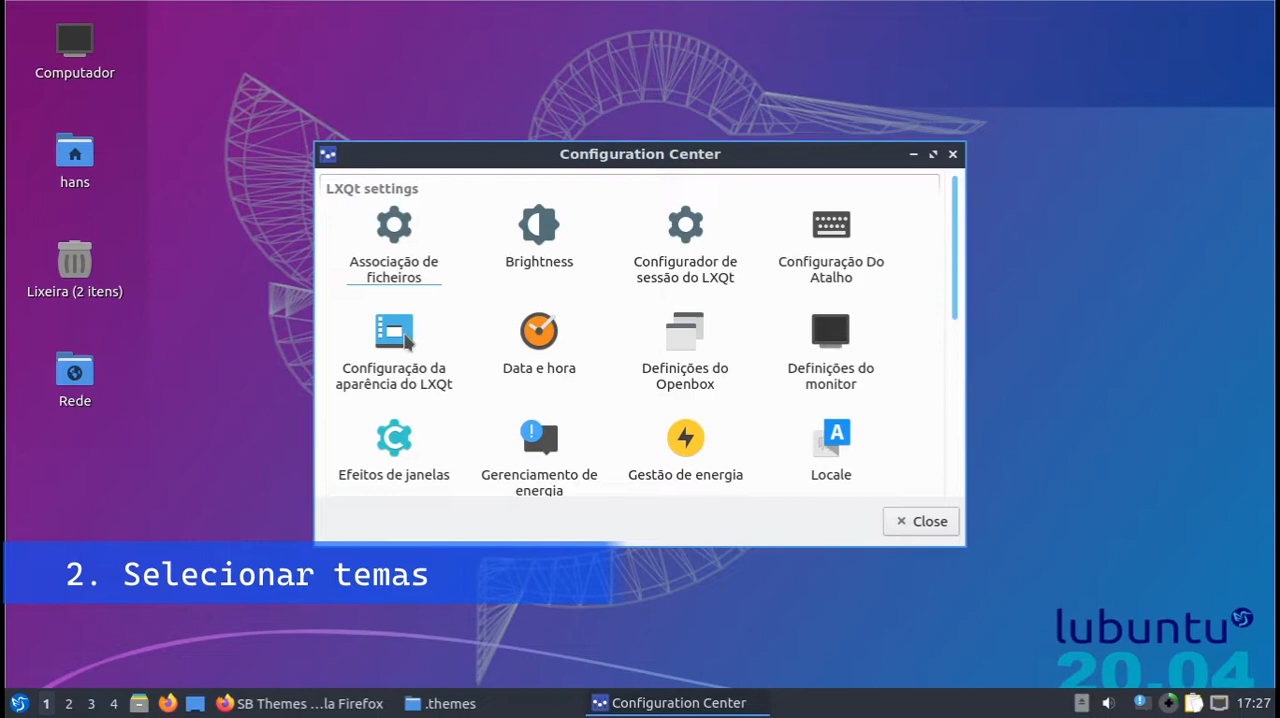 Computador
hans
Lixeira (2 itens)
Rede
Configuration Center
LXQt settings
Associação de
ficheiros
Brightness
Configurador de
sessão do LXQt
Configuração Do
Atalho
Configuração da
aparência do LXQt
Data e hora
Definições do
Openbox
Definições do
monitor
Efeitos de janelas
Gerenciamento de
energia
Gestão de energia
A
Locale
Close
2. Selecionar temas
lubuntu
20.04
1 2 3 4 SB Themes ...la Firefox .themes Configuration Center 17:27